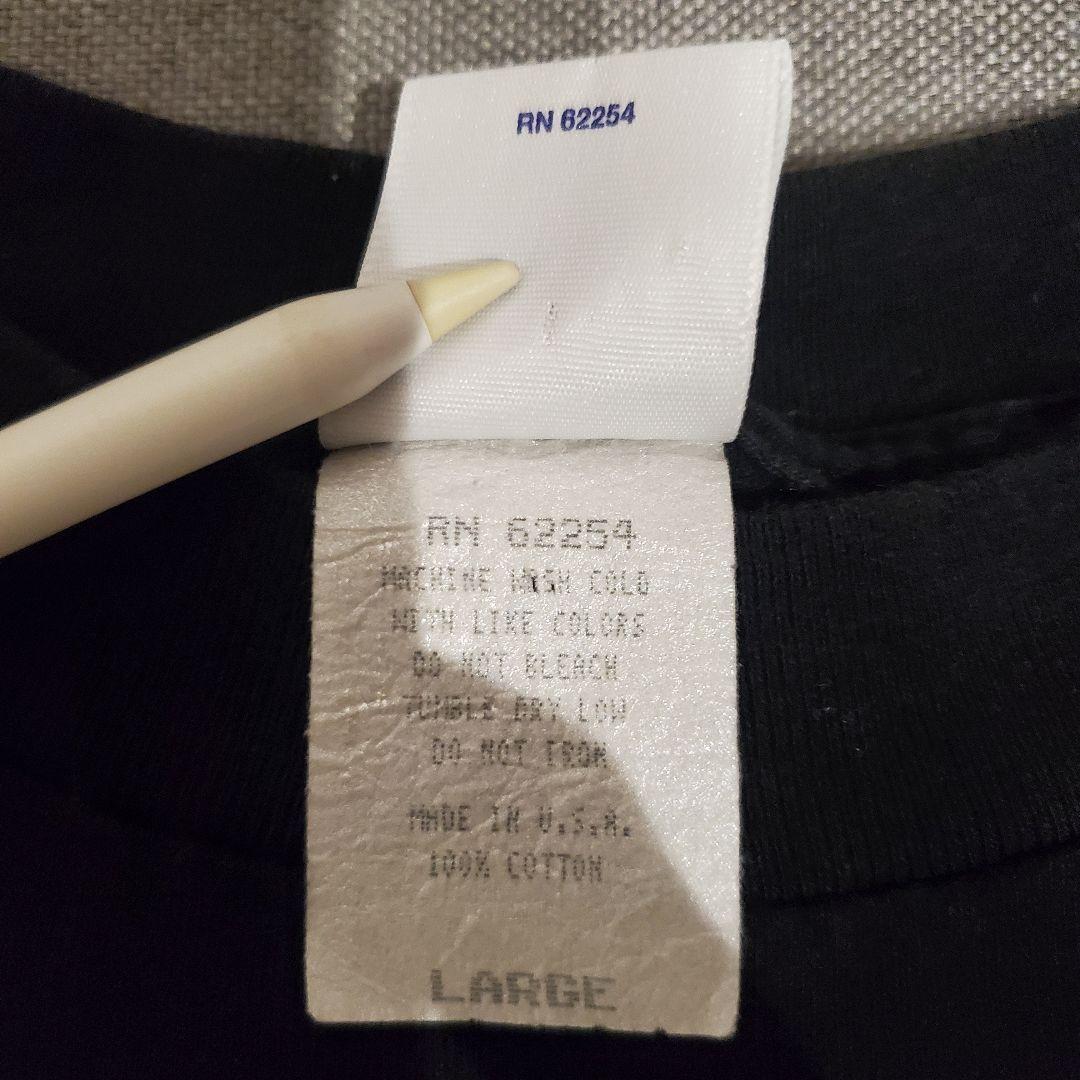 RN 62254
RN 62254
MACHINE WASH COLD
WITH LIKE COLORS
DO NOT BLEACH
TUMBLE DRY LOW
DO NOT IRON
MADE IN U.S.A.
100% COTTON
LARGE